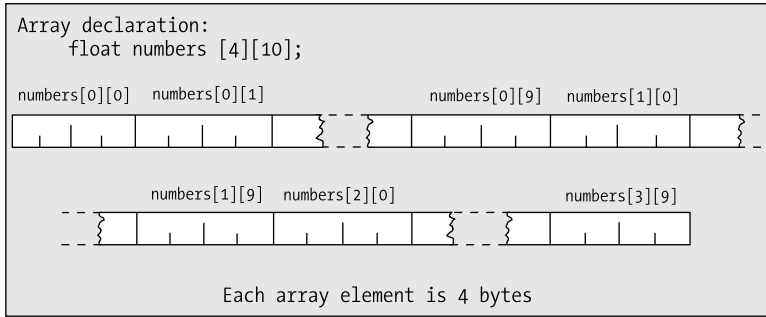 Array declaration:
float numbers [4][10];
numbers[0][0] numbers[0][1] numbers[0][9] numbers[1][0]
numbers[1][9] numbers[2][0] numbers[3][9]
Each array element is 4 bytes